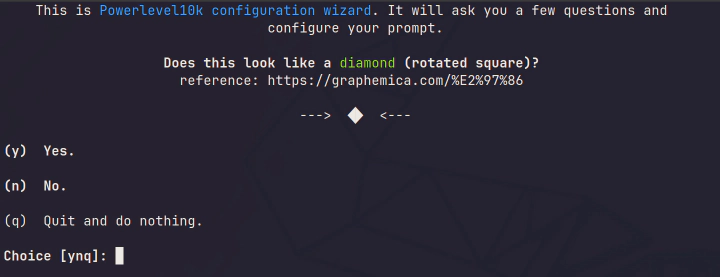 This is Powerlevel10k configuration wizard. It will ask you a few questions and
configure your prompt.
Does this look like a diamond (rotated square)?
reference: https://graphemica.com/%E2%97%86
---> ◆ <---
(y) Yes.
(n) No.
(q) Quit and do nothing.
Choice [ynq]: